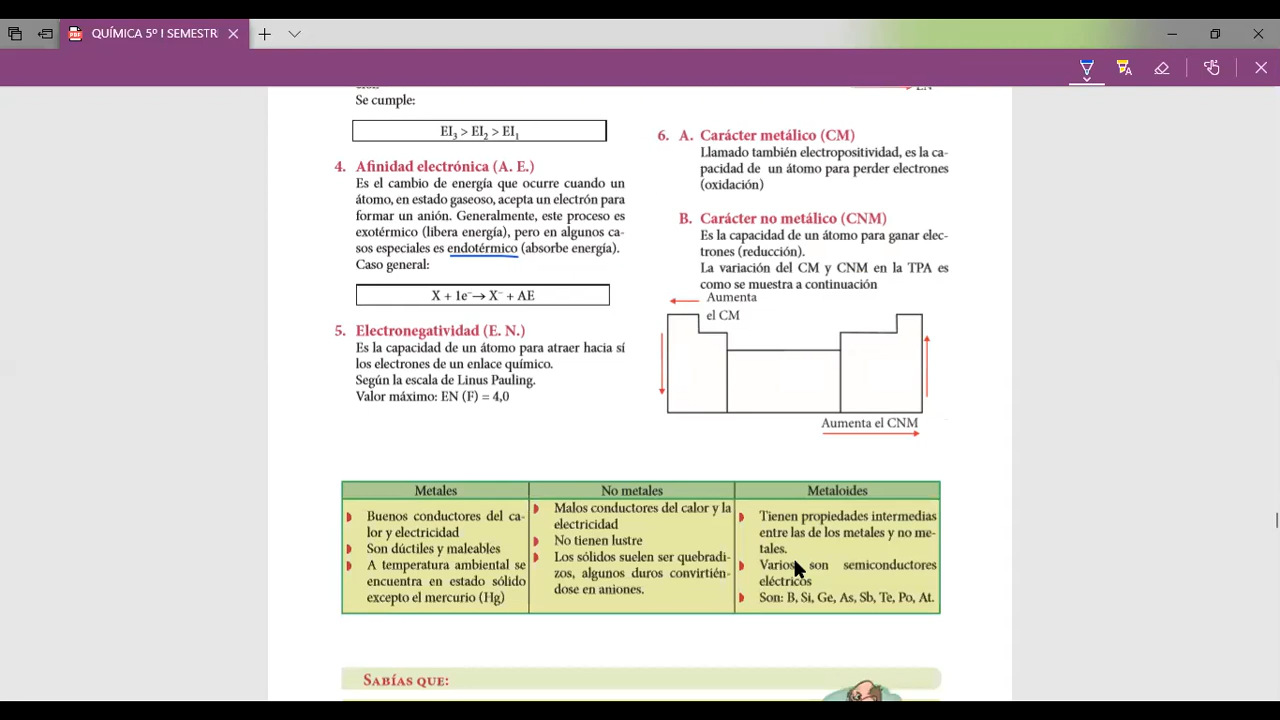 QUÍMICA 5º I SEMESTR
Se cumple:
EI3 > EI2 > EI1
4. Afinidad electrónica (A. E.)
Es el cambio de energía que ocurre cuando un
átomo, en estado gaseoso, acepta un electrón para
formar un anión. Generalmente, este proceso es
exotérmico (libera energía), pero en algunos ca-
sos especiales es endotérmico (absorbe energía).
Caso general:
X + 1e⁻→ X⁻ + AE
5. Electronegatividad (E. N.)
Es la capacidad de un átomo para atraer hacia sí
los electrones de un enlace químico.
Según la escala de Linus Pauling.
Valor máximo: EN (F) = 4,0
6. A. Carácter metálico (CM)
Llamado también electropositividad, es la ca-
pacidad de un átomo para perder electrones
(oxidación)
B. Carácter no metálico (CNM)
Es la capacidad de un átomo para ganar elec-
trones (reducción).
La variación del CM y CNM en la TPA es
como se muestra a continuación
Aumenta
el CM
Aumenta el CNM
Metales
Buenos conductores del ca-
lor y electricidad
Son dúctiles y maleables
A temperatura ambiental se
encuentra en estado sólido
excepto el mercurio (Hg)
No metales
Malos conductores del calor y la
electricidad
No tienen lustre
Los sólidos suelen ser quebradi-
zos, algunos duros convirtién-
dose en aniones.
Metaloides
Tienen propiedades intermedias
entre las de los metales y no me-
tales.
Varios son semiconductores
eléctricos
Son: B, Si, Ge, As, Sb, Te, Po, At.
SABÍAS QUE: